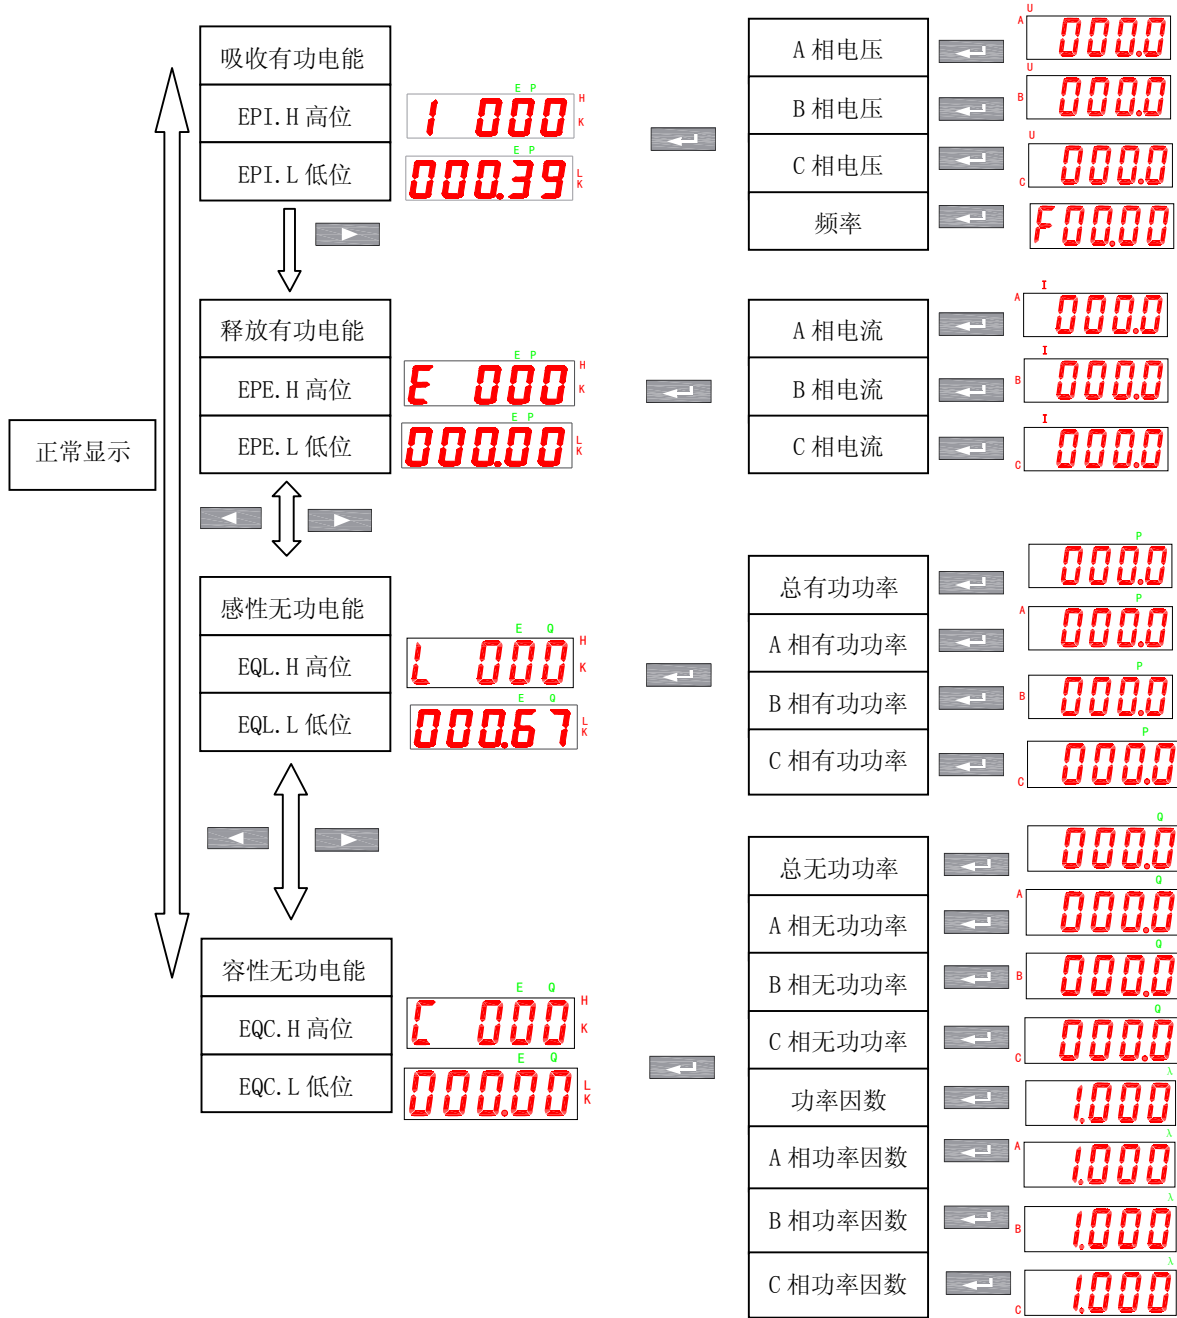 正常显示
吸收有功电能
EPI.H 高位
E P
H
1 000
K
EPI.L 低位
E P
000.39
L
K
释放有功电能
EPE.H 高位
E P
H
E 000
K
EPE.L 低位
E P
000.00
L
K
感性无功电能
EQL.H 高位
E Q
H
L 000
K
EQL.L 低位
E Q
000.67
L
K
容性无功电能
EQC.H 高位
E Q
H
C 000
K
EQC.L 低位
E Q
000.00
L
K
A 相电压
U
A 000.0
B 相电压
U
B 000.0
C 相电压
U
C 000.0
频率
F00.00
A 相电流
I
A 000.0
B 相电流
I
B 000.0
C 相电流
I
C 000.0
总有功功率
P
000.0
A 相有功功率
P
A 000.0
B 相有功功率
P
B 000.0
C 相有功功率
P
C 000.0
总无功功率
Q
000.0
A 相无功功率
Q
A 000.0
B 相无功功率
Q
B 000.0
C 相无功功率
Q
C 000.0
功率因数
λ
1.000
A 相功率因数
λ
A 1.000
B 相功率因数
λ
B 1.000
C 相功率因数
λ
C 1.000